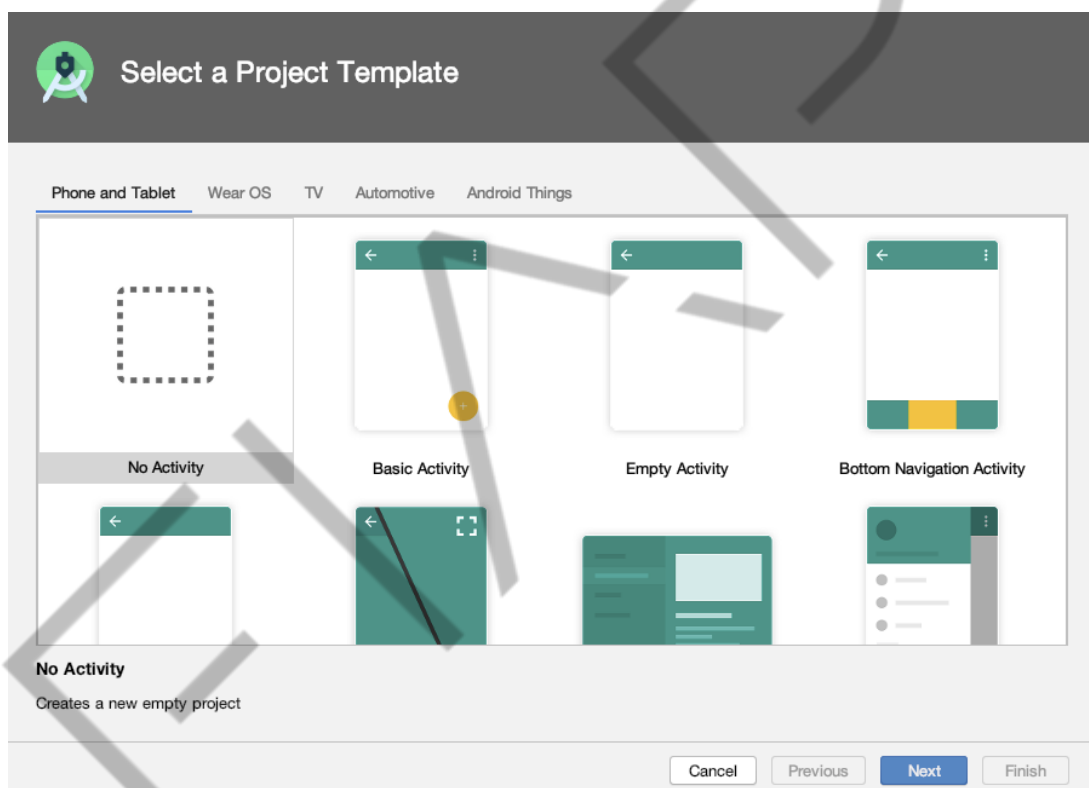 Select a Project Template
Phone and Tablet Wear OS TV Automotive Android Things
No Activity Basic Activity Empty Activity Bottom Navigation Activity
No Activity
Creates a new empty project
Cancel Previous Next Finish